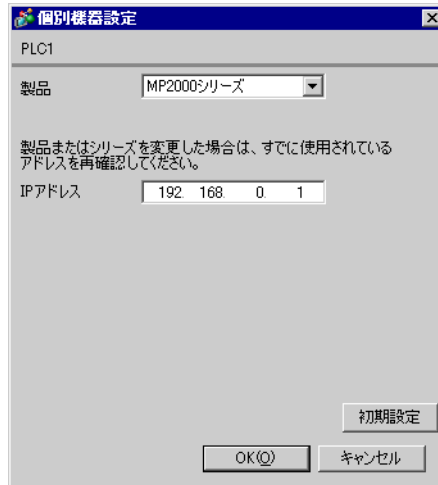 個別機器設定
PLC1
製品 MP2000シリーズ
製品またはシリーズを変更した場合は、すでに使用されている
アドレスを再確認してください。
IPアドレス 192. 168. 0. 1
初期設定
OK(O) キャンセル